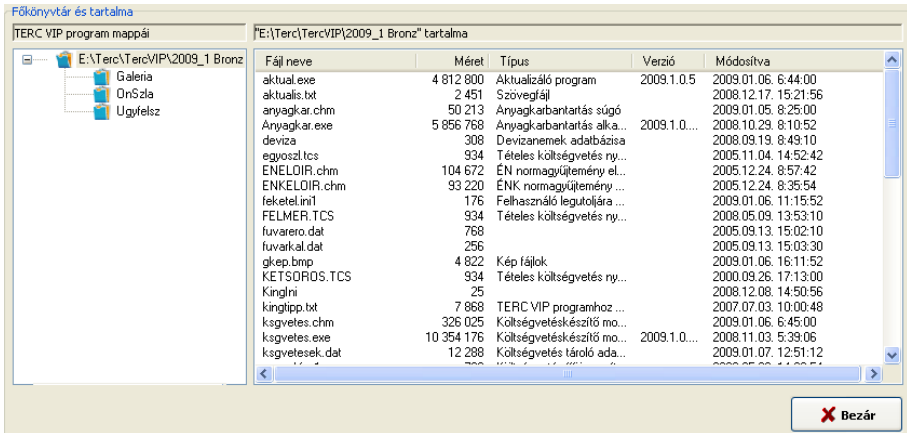 Főkönyvtár és tartalma
TERC VIP program mappái
"E:\Terc\TercVIP\2009_1 Bronz" tartalma
E:\Terc\TercVIP\2009_1 Bronz
Galeria
OnSzla
Ugyfelsz
Fájl neve Méret Típus Verzió Módosítva
aktual.exe 4 812 800 Aktualizáló program 2009.1.0.5 2009.01.06. 6:44:00
aktualis.txt 2 451 Szövegfájl 2008.12.17. 15:21:56
anyagkar.chm 50 213 Anyagkarbantartás súgó 2009.01.05. 8:25:00
Anyagkar.exe 5 856 768 Anyagkarbantartás alka... 2009.1.0.... 2008.10.29. 8:10:52
deviza 308 Devizanemek adatbázisa 2008.09.19. 8:49:10
egyoszl.tcs 934 Tételes költségvetés ny... 2005.11.04. 14:52:42
ENELOIR.chm 104 672 ÉN normagyűjtemény el... 2005.12.24. 8:57:42
ENKELOIR.chm 93 220 ÉNK normagyűjtemény ... 2005.12.24. 8:35:54
feketel.ini1 176 Felhasználó legutoljára ... 2009.01.06. 11:15:52
FELMER.TCS 934 Tételes költségvetés ny... 2008.05.09. 13:53:10
fuvarero.dat 768 2005.09.13. 15:02:10
fuvarkal.dat 256 2005.09.13. 15:03:30
gkep.bmp 4 822 Kép fájlok 2009.01.06. 16:11:52
KETSOROS.TCS 934 Tételes költségvetés ny... 2000.09.26. 17:13:00
KingIni 25 2008.12.08. 14:50:56
kingtipp.txt 7 868 TERC VIP programhoz ... 2007.07.03. 10:00:48
ksgvetes.chm 326 025 Költségvetéskészítő mo... 2009.01.06. 6:45:00
ksgvetes.exe 10 354 176 Költségvetéskészítő mo... 2009.1.0.... 2008.11.03. 5:39:06
ksgvetesek.dat 12 288 Költségvetés tároló ada... 2009.01.07. 12:51:12
Bezár